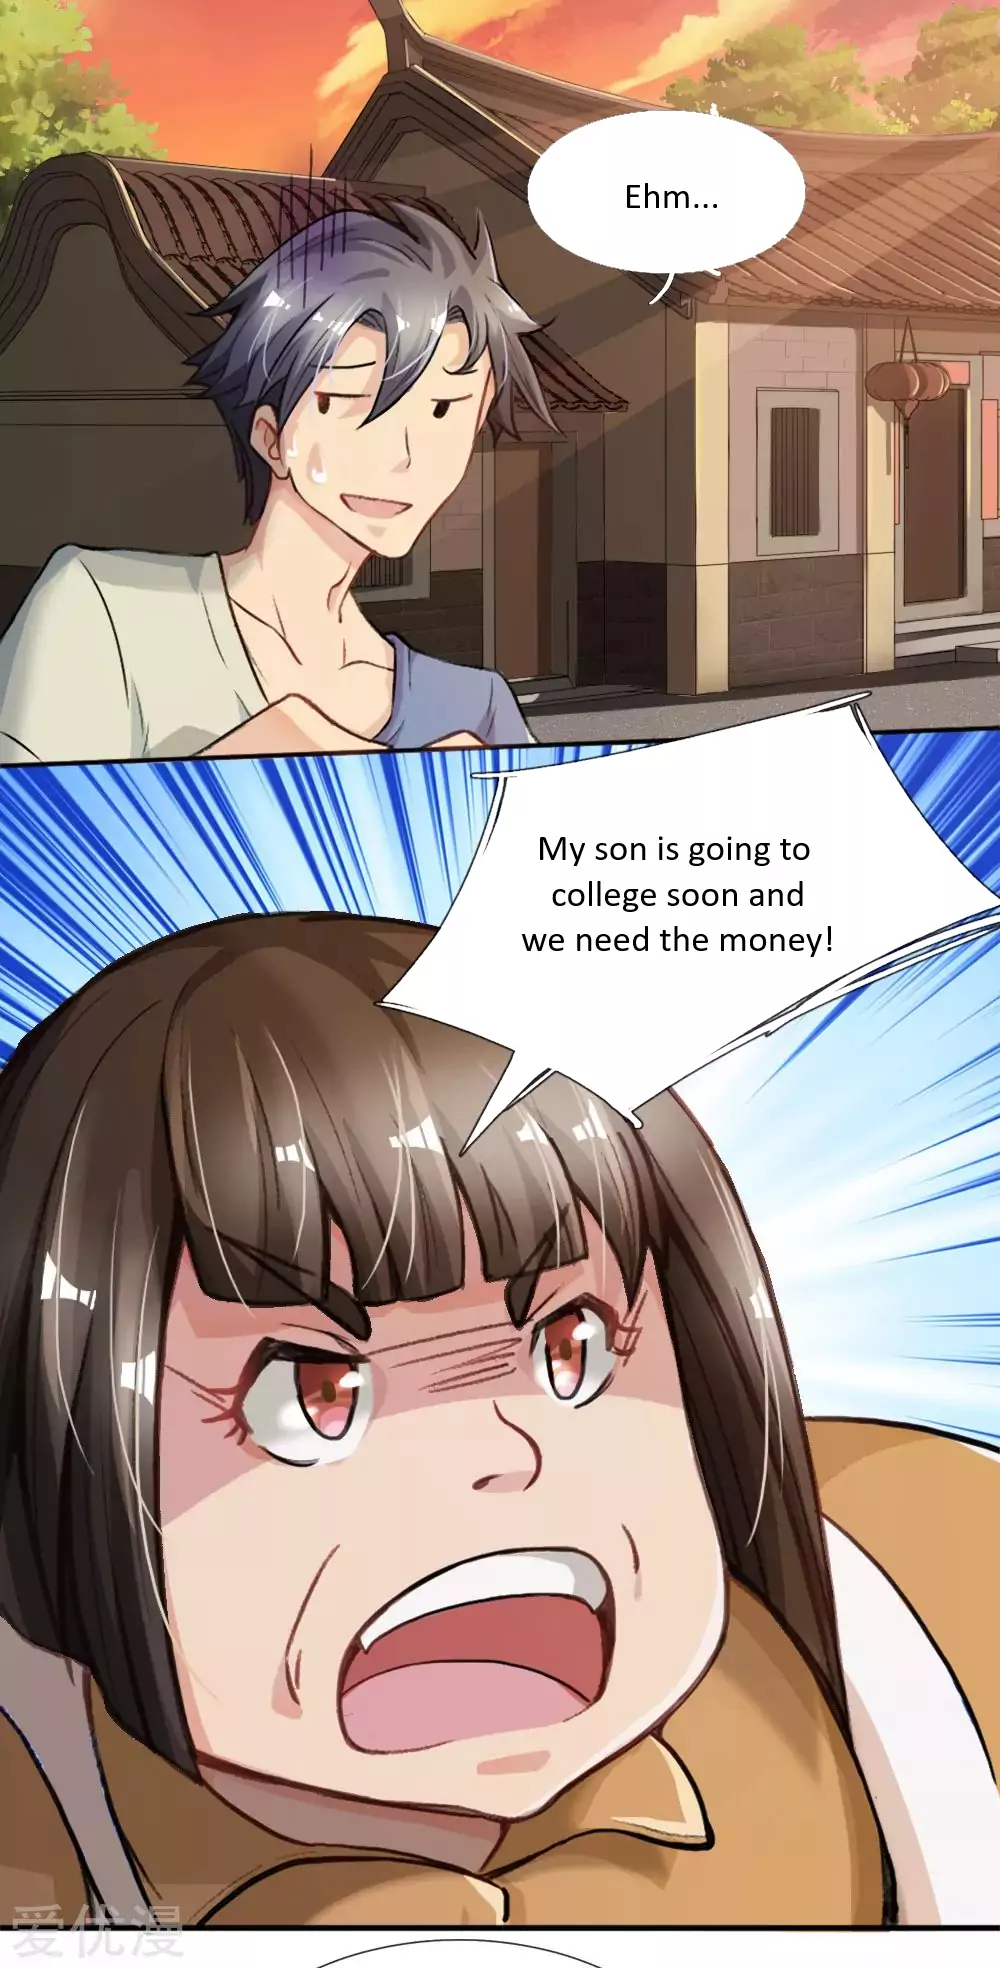 Ehm...
My son is going to
college soon and
we need the money!
爱优漫